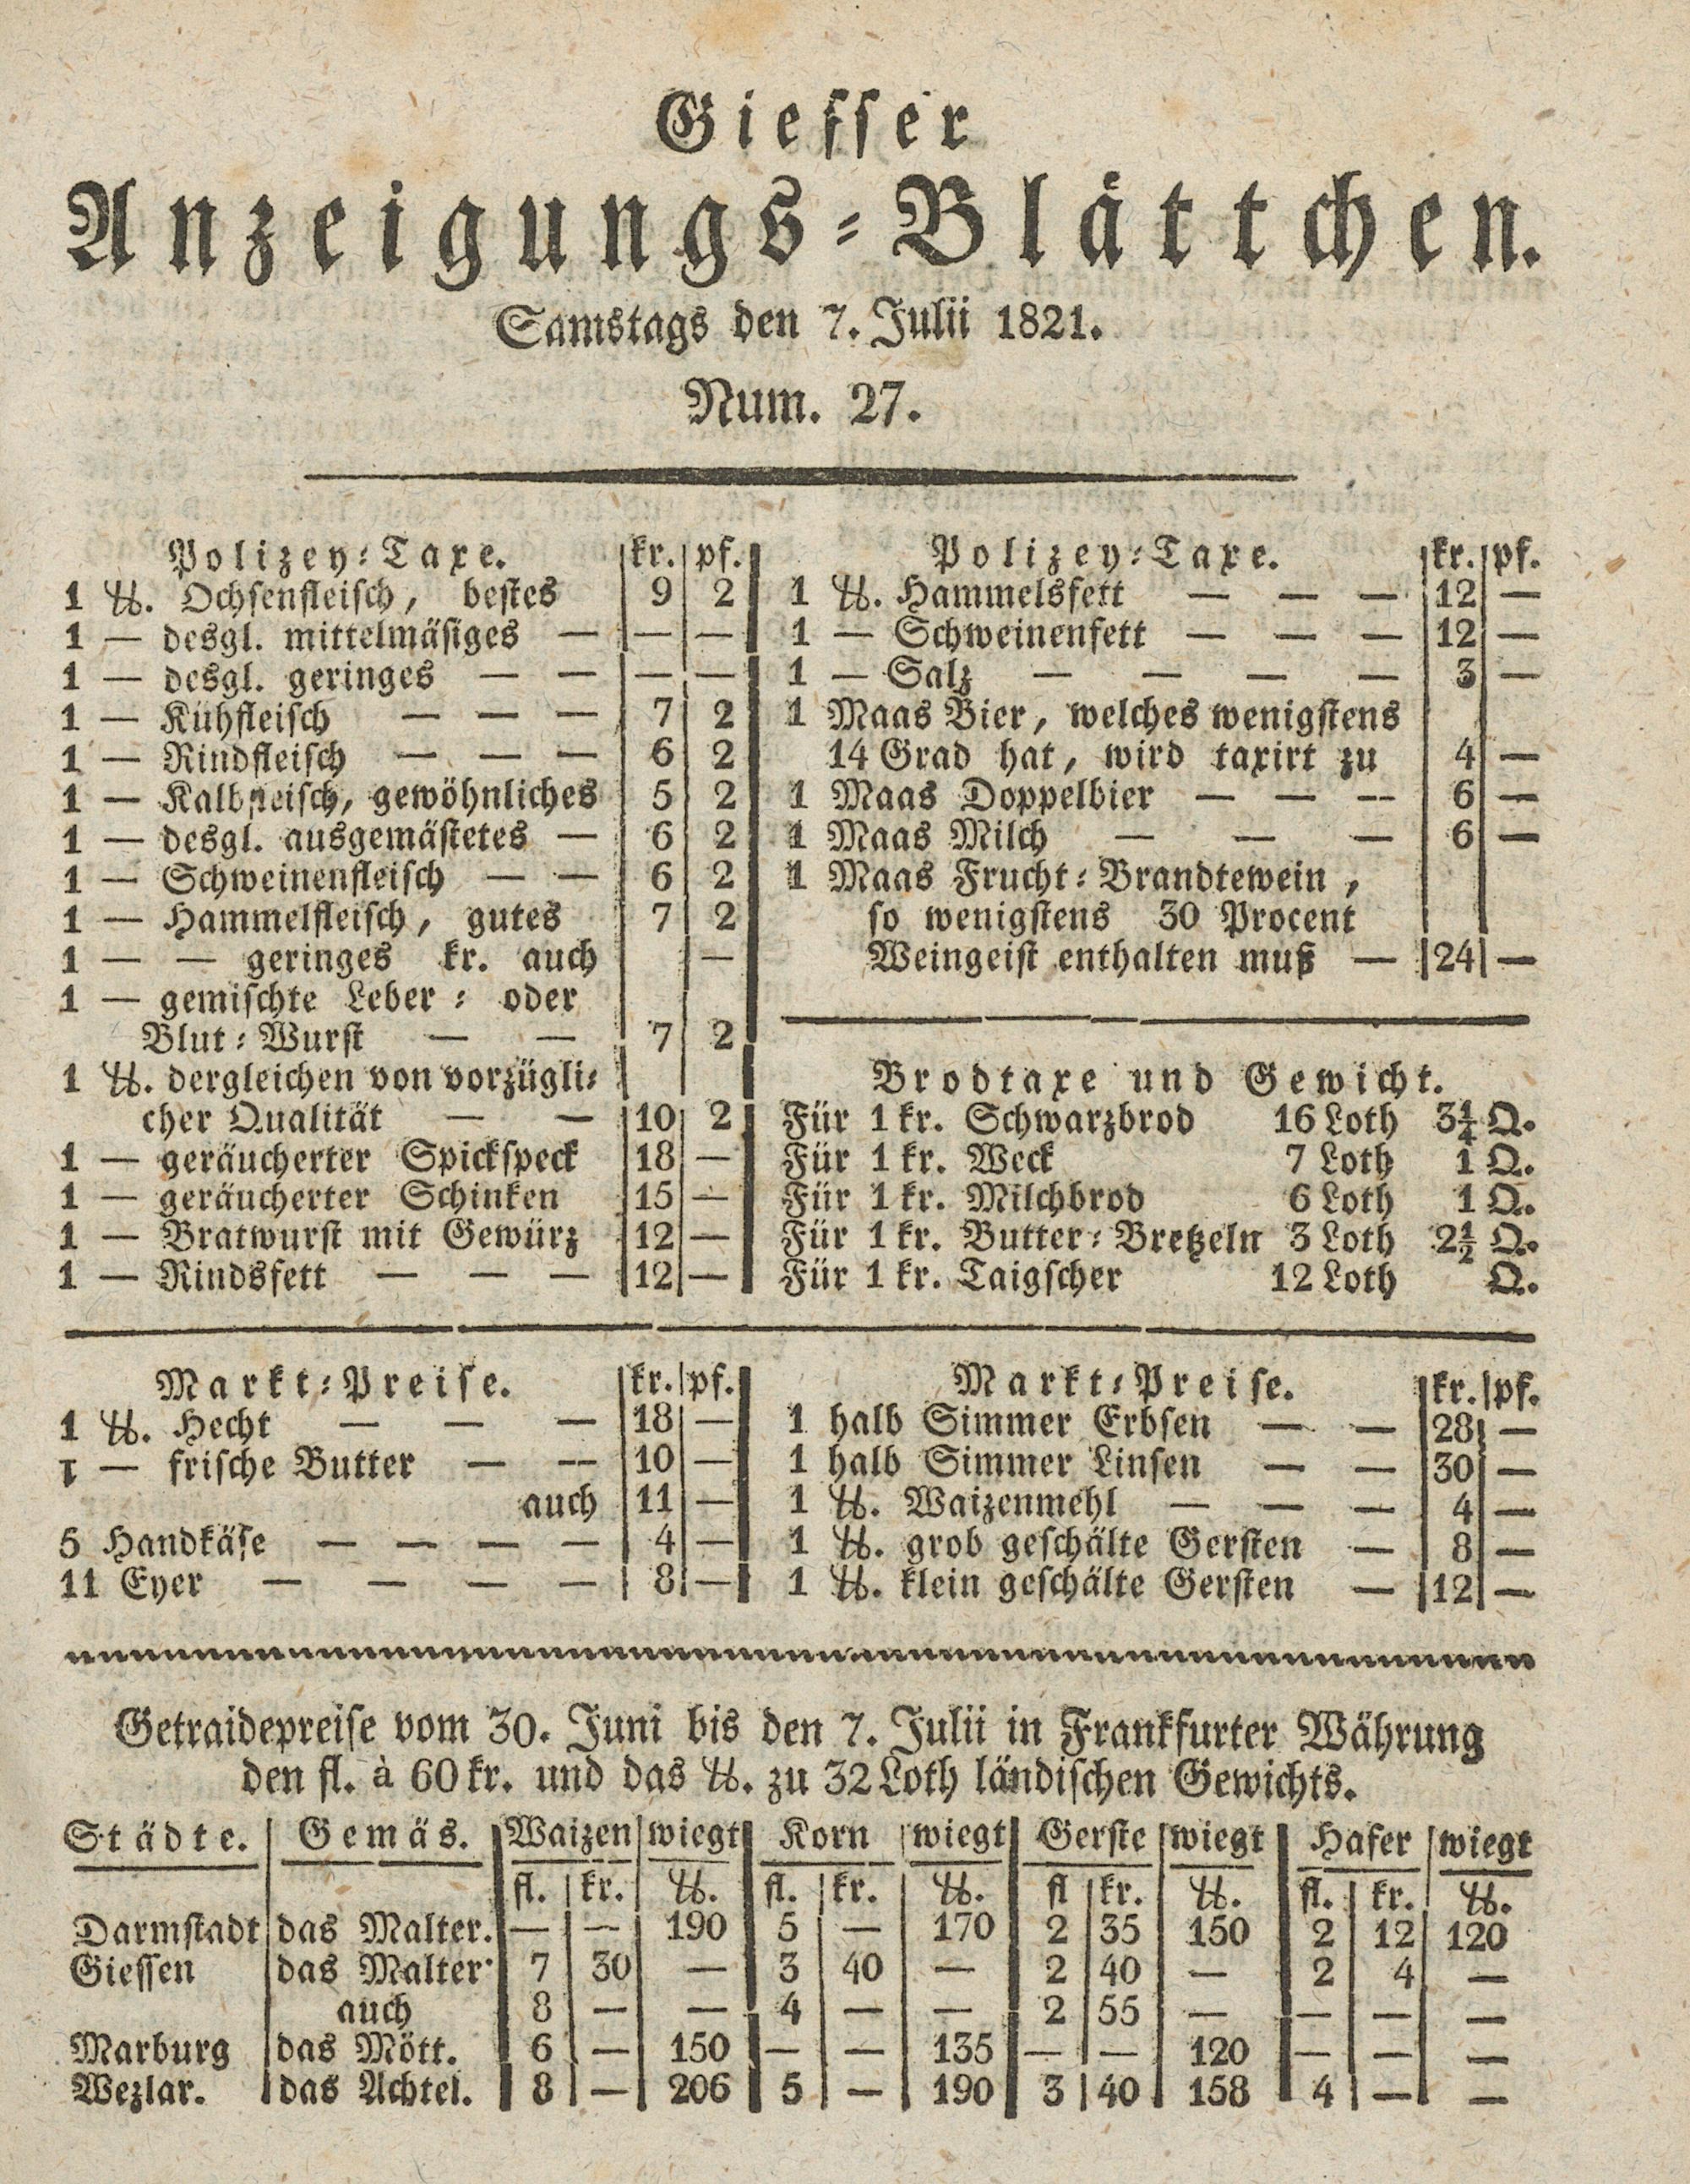 Giesser
Anzeigungs-Blättchen.
Samstags den 7. Julii 1821.
Num. 27.
Polizey-Taxe. kr. pf.
1 ℔. Ochsenfleisch, bestes 9 2
1 — desgl. mittelmäsiges — — —
1 — desgl. geringes — — — —
1 — Kühfleisch — — — 7 2
1 — Rindfleisch — — — 6 2
1 — Kalbfleisch, gewöhnliches 5 2
1 — desgl. ausgemästetes — 6 2
1 — Schweinenfleisch — — 6 2
1 — Hammelfleisch, gutes 7 2
1 — — geringes kr. auch —
1 — gemischte Leber- oder
Blut-Wurst — — 7 2
1 ℔. dergleichen von vorzügli-
cher Qualität — — 10 2
1 — geräucherter Spickspeck 18 —
1 — geräucherter Schinken 15 —
1 — Bratwurst mit Gewürz 12 —
1 — Rindsfett — — — 12 —
Polizey-Taxe. kr. pf.
1 ℔. Hammelsfett — — — 12 —
1 — Schweinenfett — — — 12 —
1 — Salz — — — — 3 —
1 Maas Bier, welches wenigstens
14 Grad hat, wird taxirt zu 4 —
1 Maas Doppelbier — — — 6 —
1 Maas Milch — — — 6 —
1 Maas Frucht-Brandtewein,
so wenigstens 30 Procent
Weingeist enthalten muß — 24 —
Brodtaxe und Gewicht.
Für 1 kr. Schwarzbrod 16 Loth 3¼ Q.
Für 1 kr. Weck 7 Loth 1 Q.
Für 1 kr. Milchbrod 6 Loth 1 Q.
Für 1 kr. Butter-Bretzeln 3 Loth 2½ Q.
Für 1 kr. Taigscher 12 Loth Q.
Markt-Preise. kr. pf.
1 ℔. Hecht — — — 18 —
1 — frische Butter — — 10 —
auch 11 —
5 Handkäse — — — — 4 —
11 Eyer — — — — 8 —
Markt-Preise. kr. pf.
1 halb Simmer Erbsen — — 28 —
1 halb Simmer Linsen — — 30 —
1 ℔. Waizenmehl — — — 4 —
1 ℔. grob geschälte Gersten — 8 —
1 ℔. klein geschälte Gersten — 12 —
Getraidepreise vom 30. Juni bis den 7. Julii in Frankfurter Währung
den fl. à 60 kr. und das ℔. zu 32 Loth ländischen Gewichts.
Städte. Gemäs. Waizen wiegt Korn wiegt Gerste wiegt Hafer wiegt
fl. kr. ℔. fl. kr. ℔. fl kr. ℔. fl. kr. ℔.
Darmstadt das Malter. — — 190 5 — 170 2 35 150 2 12 120
Giessen das Malter 7 30 — 3 40 — 2 40 — 2 4 —
auch 8 — — 4 — — 2 55 — — — —
Marburg das Mött. 6 — 150 — — 135 — — 120 — — —
Wezlar. das Achtel. 8 — 206 5 — 190 3 40 158 4 — —